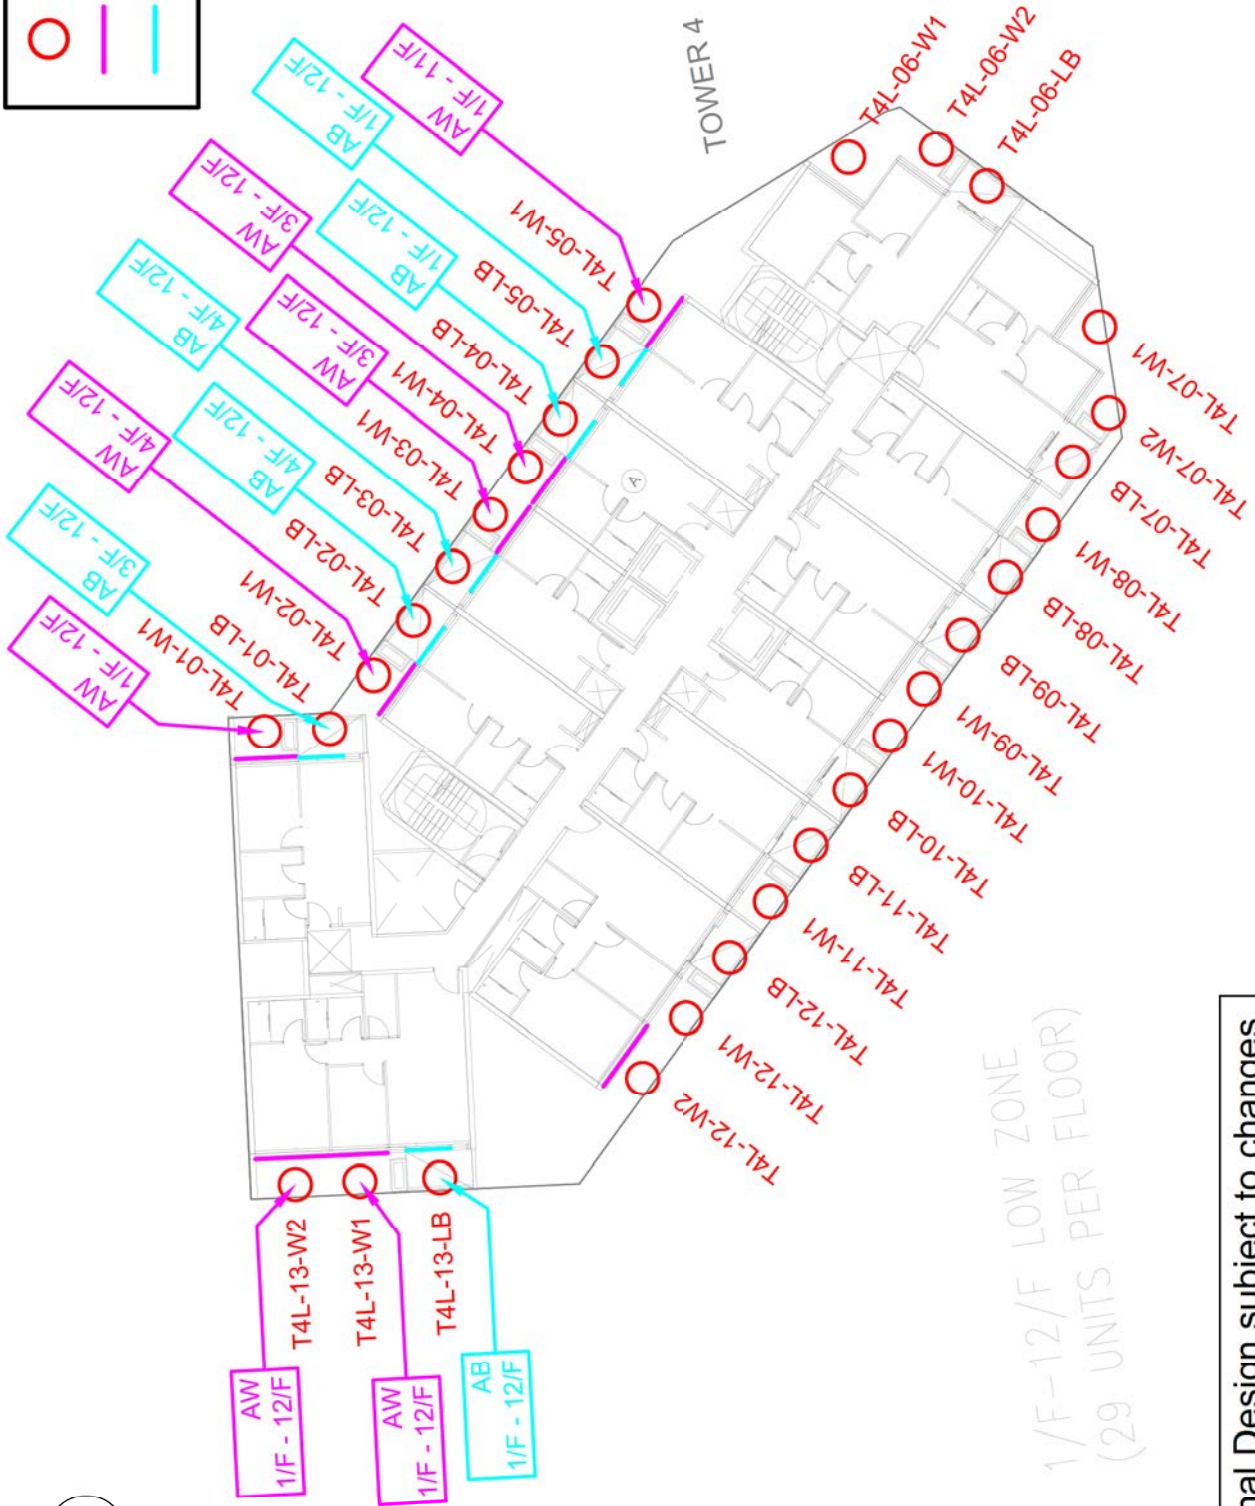 AW
1/F - 11/F
AB
1/F - 12/F
AW
3/F - 12/F
AB
1/F - 12/F
AB
4/F - 12/F
AW
3/F - 12/F
AW
4/F - 12/F
AB
4/F - 12/F
AB
3/F - 12/F
AW
1/F - 12/F
TOWER 4
T4L-01-W1
T4L-01-LB
T4L-02-W1
T4L-02-LB
T4L-03-LB
T4L-03-W1
T4L-04-W1
T4L-04-LB
T4L-05-LB
T4L-05-W1
T4L-06-W1
T4L-06-W2
T4L-06-LB
T4L-07-W1
T4L-07-W2
T4L-07-LB
T4L-08-W1
T4L-08-LB
T4L-09-LB
T4L-09-W1
T4L-10-W1
T4L-10-LB
T4L-11-LB
T4L-11-W1
T4L-12-LB
T4L-12-W1
T4L-12-W2
A
T4L-13-W2
T4L-13-W1
T4L-13-LB
AW
1/F - 12/F
AW
1/F - 12/F
AB
1/F - 12/F
1/F-12/F LOW ZONE
(29 UNITS PER FLOOR)
Design subject to changes